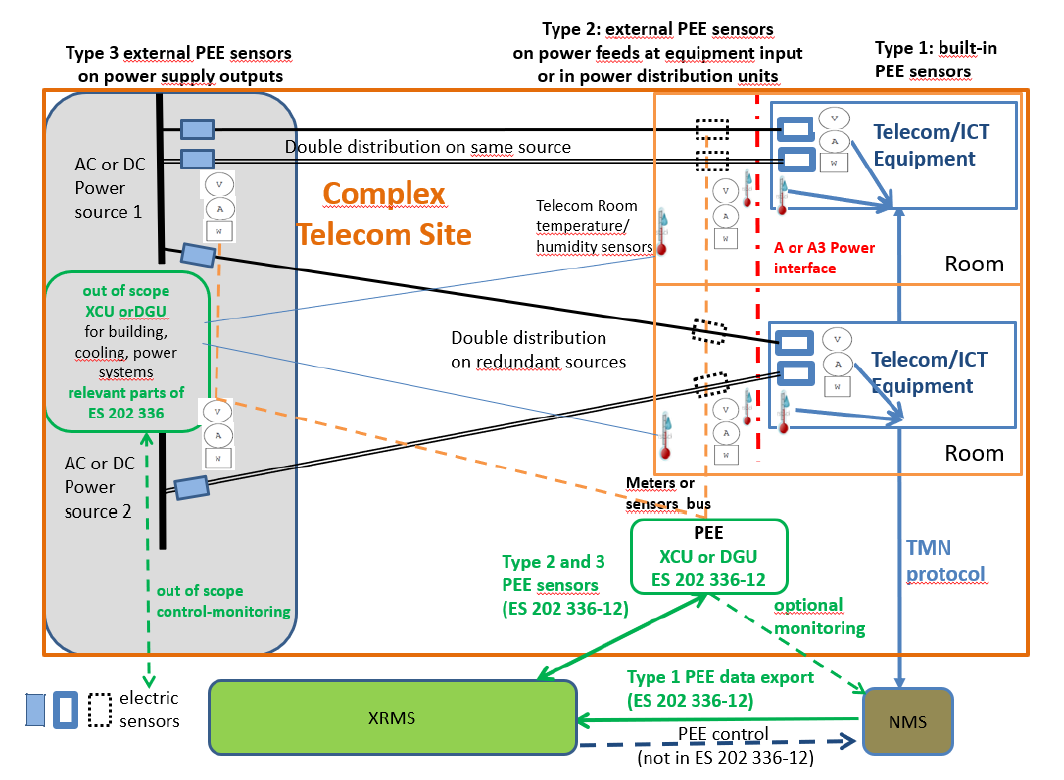 Type 3 external PEE sensors
on power supply outputs
Type 2: external PEE sensors
on power feeds at equipment input
or in power distribution units
Type 1: built-in
PEE sensors
AC or DC
Power
source 1
V
A
W
Double distribution on same source
Complex
Telecom Site
Telecom Room
temperature/
humidity sensors
V
A
W
V
A
W
Telecom/ICT
Equipment
A or A3 Power
interface
Room
out of scope
XCU orDGU
for building,
cooling, power
systems
relevant parts of
ES 202 336
Double distribution
on redundant sources
V
A
W
Telecom/ICT
Equipment
V
A
W
V
A
W
Room
AC or DC
Power
source 2
Meters or
sensors bus
PEE
XCU or DGU
ES 202 336-12
TMN
protocol
Type 2 and 3
PEE sensors
(ES 202 336-12)
out of scope
control-monitoring
optional
monitoring
Type 1 PEE data export
(ES 202 336-12)
electric
sensors
XRMS
NMS
PEE control
(not in ES 202 336-12)